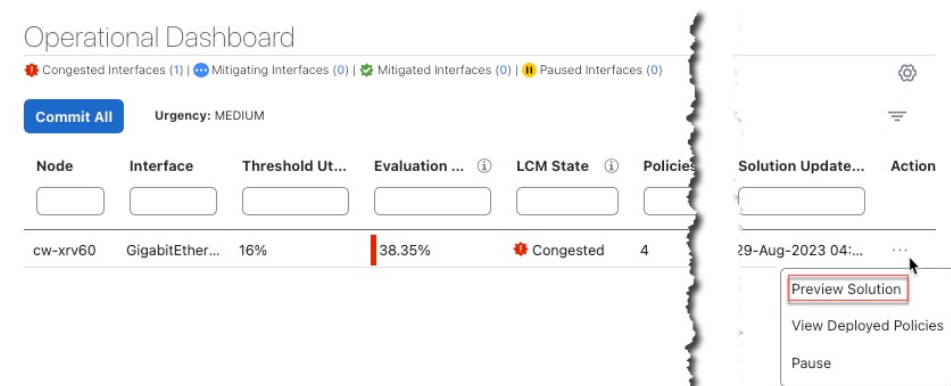 Operational Dashboard
Congested Interfaces (1) | Mitigating Interfaces (0) | Mitigated Interfaces (0) | Paused Interfaces (0)
Commit All Urgency: MEDIUM
Node Interface Threshold Ut... Evaluation ... LCM State Policies Solution Update... Action
cw-xrv60 GigabitEther... 16% 38.35% Congested 4 29-Aug-2023 04:... ...
Preview Solution
View Deployed Policies
Pause